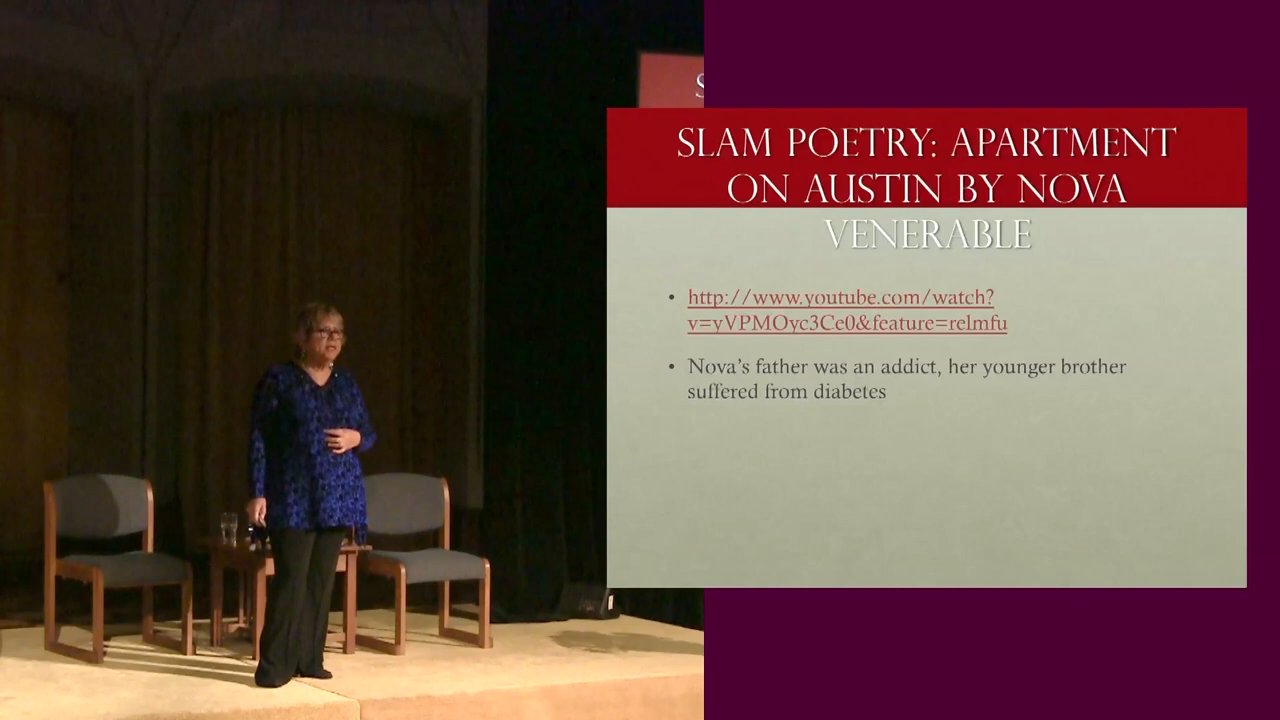 S
SLAM POETRY: APARTMENT
ON AUSTIN BY NOVA
VENERABLE
• http://www.youtube.com/watch?
v=yVPMOyc3Ce0&feature=relmfu
• Nova's father was an addict, her younger brother
suffered from diabetes